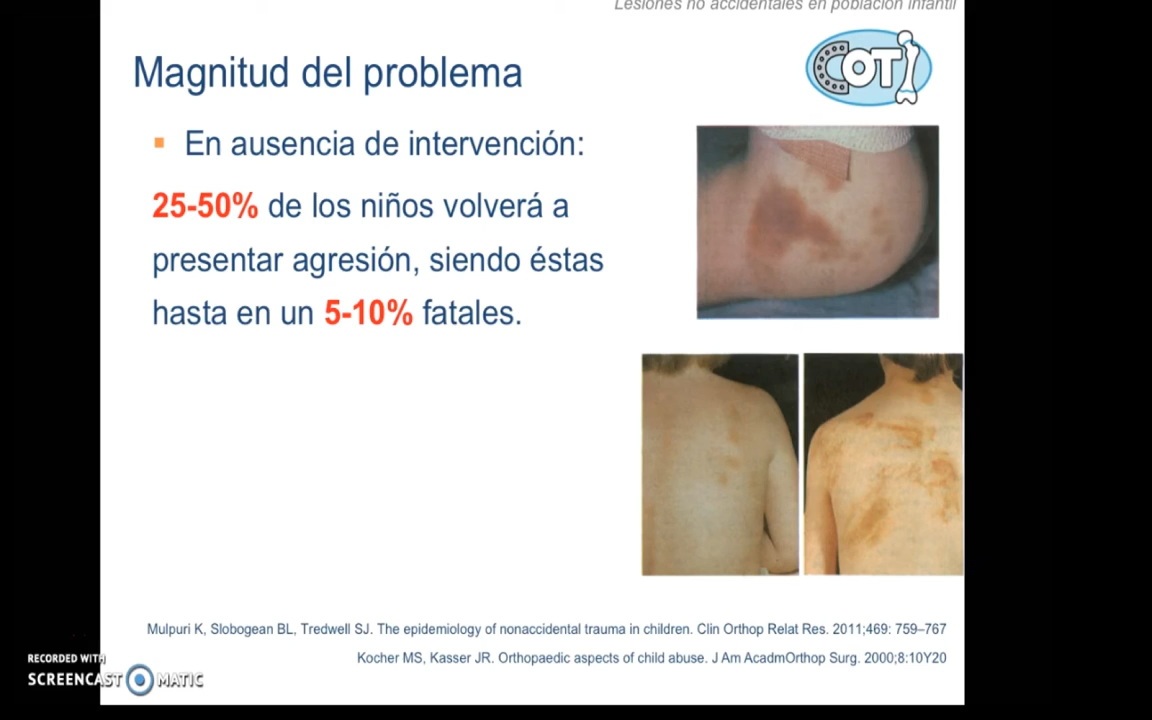 Lesiones no accidentales en población infantil
Magnitud del problema
COT
En ausencia de intervención:
25-50% de los niños volverá a
presentar agresión, siendo éstas
hasta en un 5-10% fatales.
Mulpuri K, Slobogean BL, Tredwell SJ. The epidemiology of nonaccidental trauma in children. Clin Orthop Relat Res. 2011;469: 759–767
Kocher MS, Kasser JR. Orthopaedic aspects of child abuse. J Am AcadmOrthop Surg. 2000;8:10Y20
RECORDED WITH
SCREENCAST MATIC